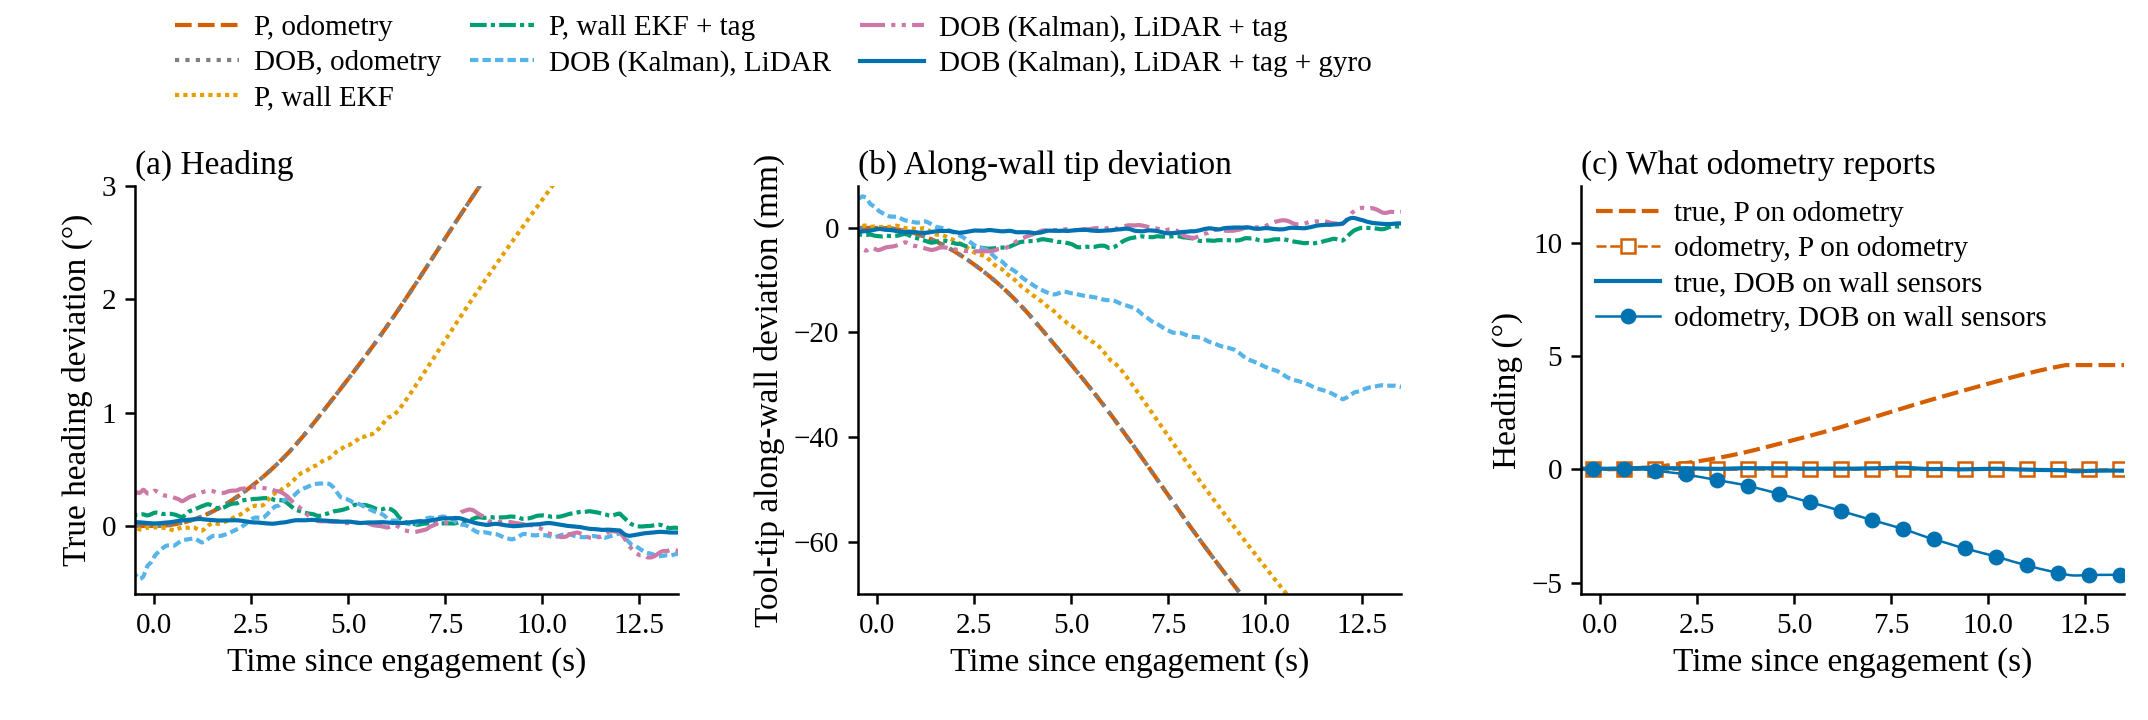 P, odometry
DOB, odometry
P, wall EKF
P, wall EKF + tag
DOB (Kalman), LiDAR
DOB (Kalman), LiDAR + tag
DOB (Kalman), LiDAR + tag + gyro
(a) Heading
True heading deviation (°)
3
2
1
0
0.0 2.5 5.0 7.5 10.0 12.5
Time since engagement (s)
(b) Along-wall tip deviation
Tool-tip along-wall deviation (mm)
0
−20
−40
−60
0.0 2.5 5.0 7.5 10.0 12.5
Time since engagement (s)
(c) What odometry reports
true, P on odometry
odometry, P on odometry
true, DOB on wall sensors
odometry, DOB on wall sensors
Heading (°)
10
5
0
−5
0.0 2.5 5.0 7.5 10.0 12.5
Time since engagement (s)